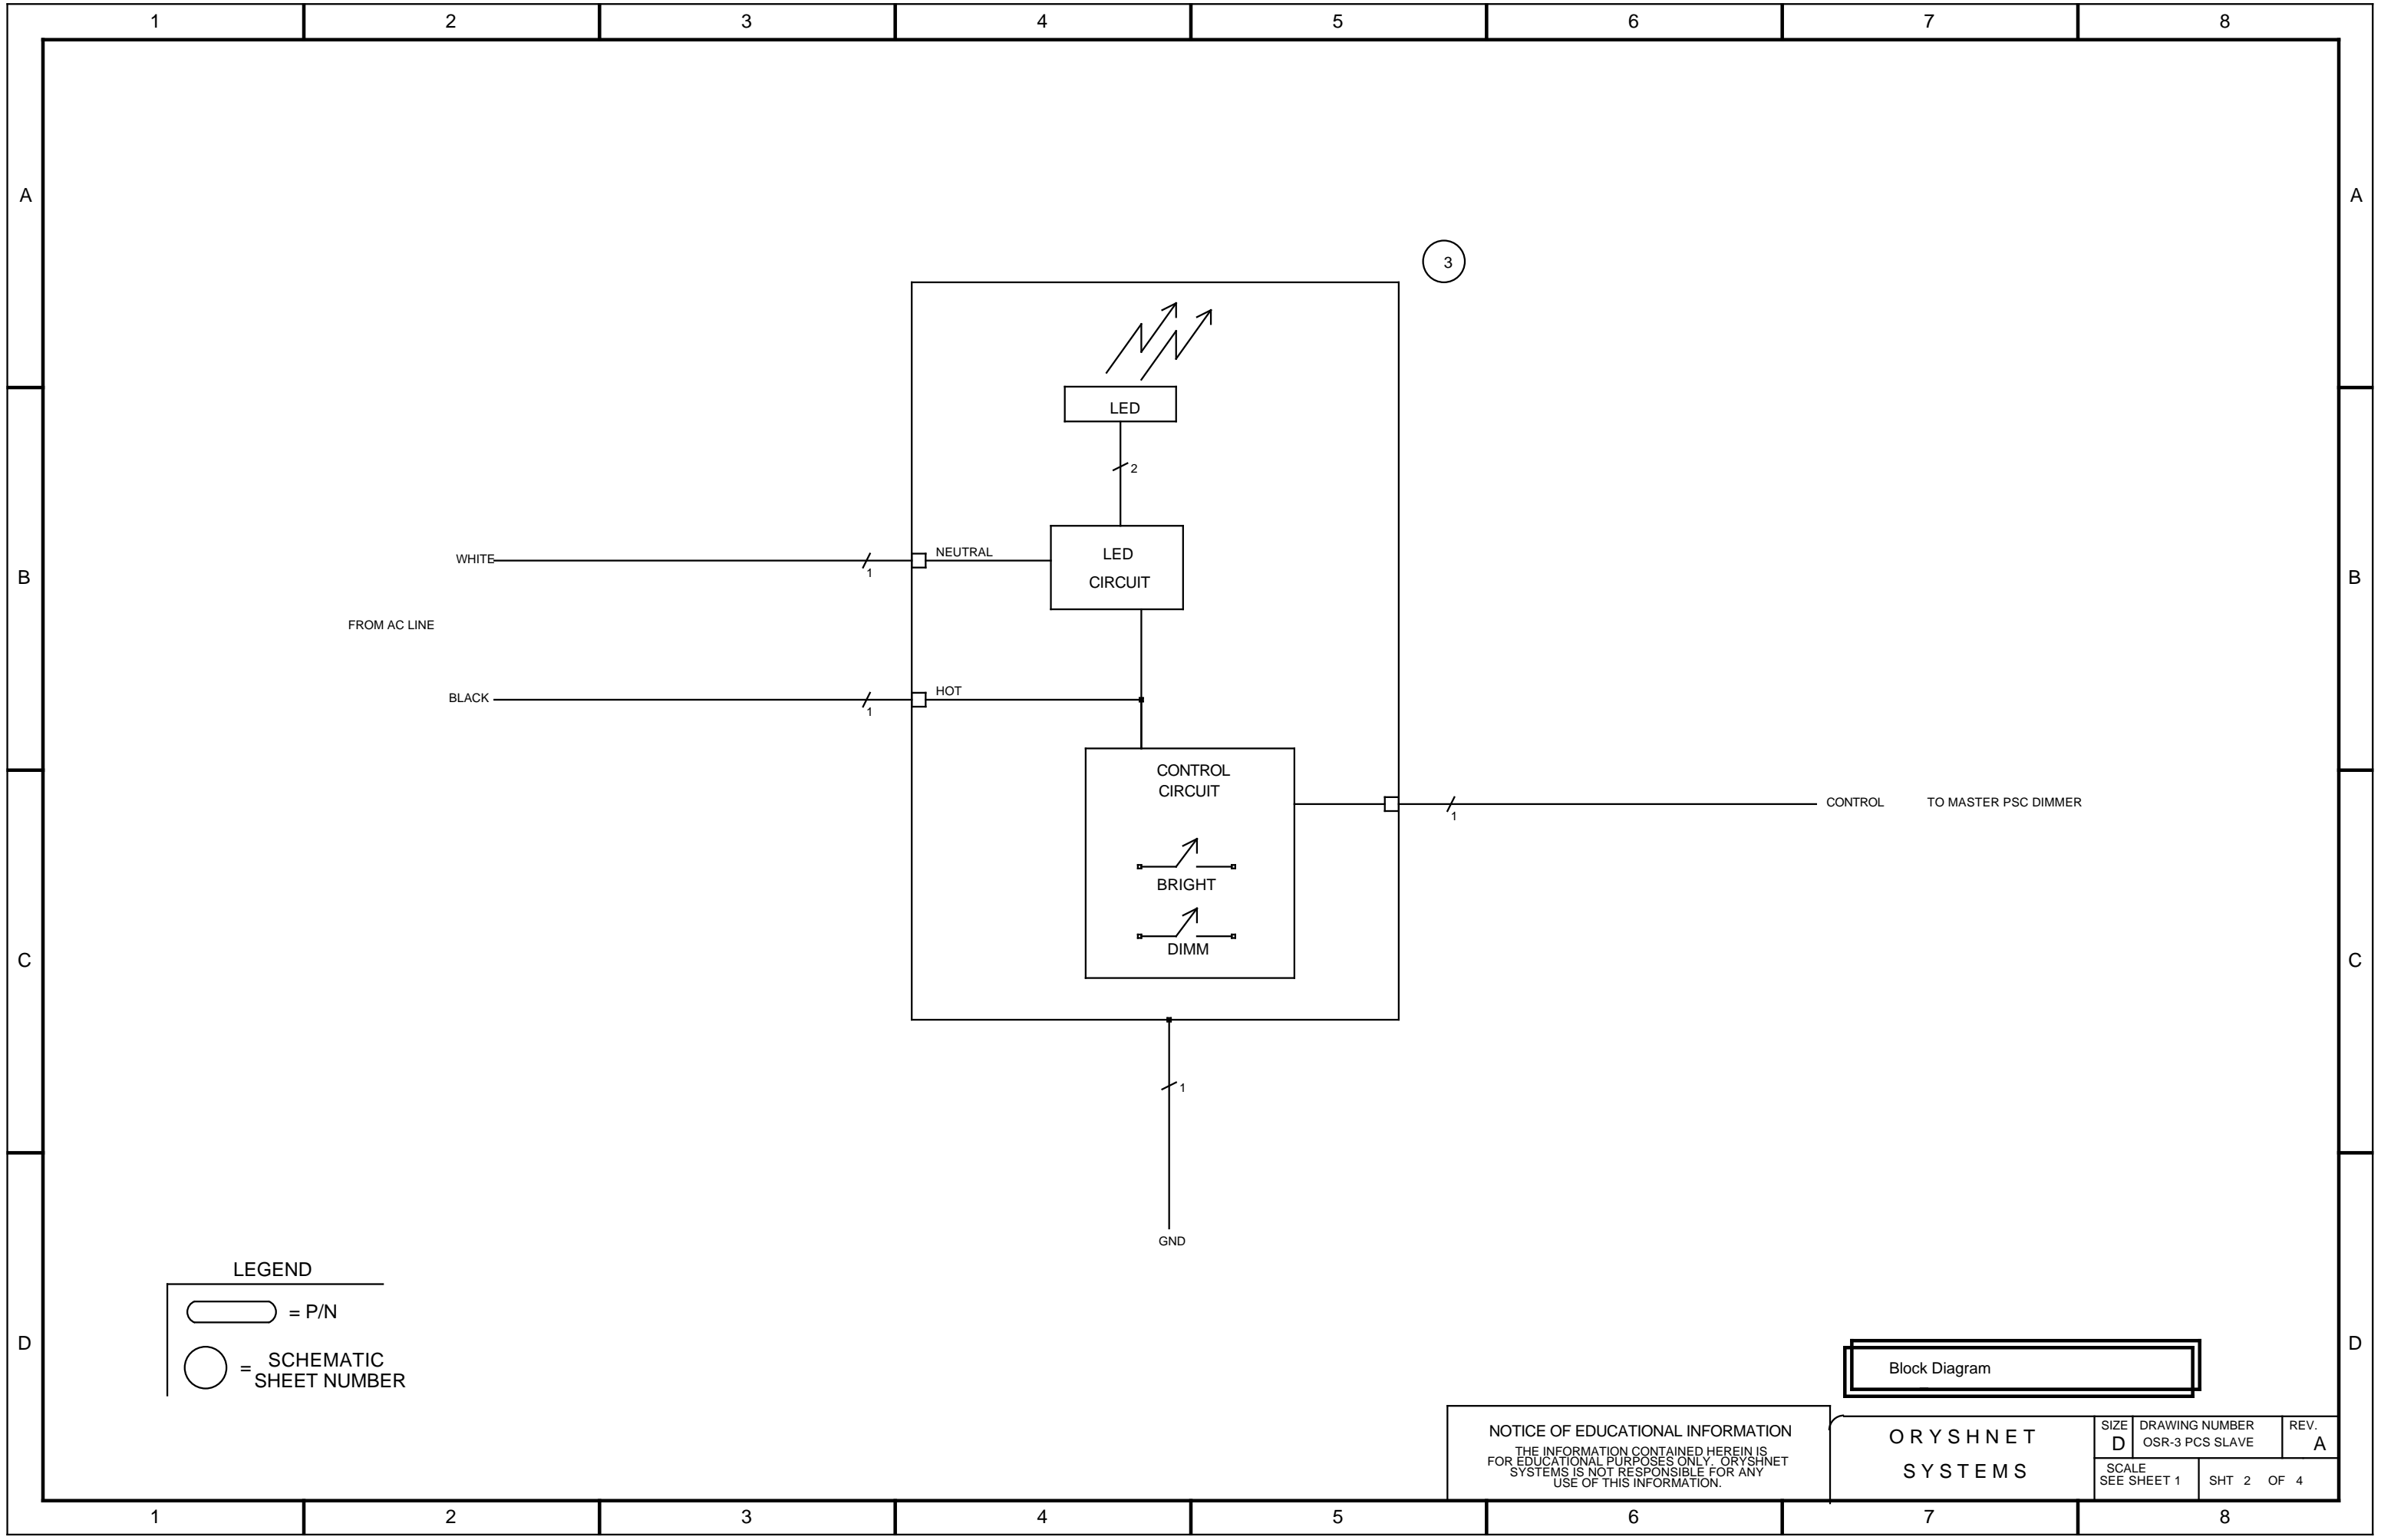 1 2 3 4 5 6 7 8
A A
3
LED
2
B B
WHITE 1 NEUTRAL
LED
CIRCUIT
FROM AC LINE
BLACK 1 HOT
CONTROL
CIRCUIT
1 CONTROL TO MASTER PSC DIMMER
BRIGHT
DIMM
C C
1
GND
LEGEND
= P/N
= SCHEMATIC
SHEET NUMBER
D D
Block Diagram
NOTICE OF EDUCATIONAL INFORMATION
THE INFORMATION CONTAINED HEREIN IS
FOR EDUCATIONAL PURPOSES ONLY. ORYSHNET
SYSTEMS IS NOT RESPONSIBLE FOR ANY
USE OF THIS INFORMATION.
ORYSHNET
SYSTEMS
SIZE DRAWING NUMBER REV.
D OSR-3 PCS SLAVE A
SCALE
SEE SHEET 1 SHT 2 OF 4
1 2 3 4 5 6 7 8